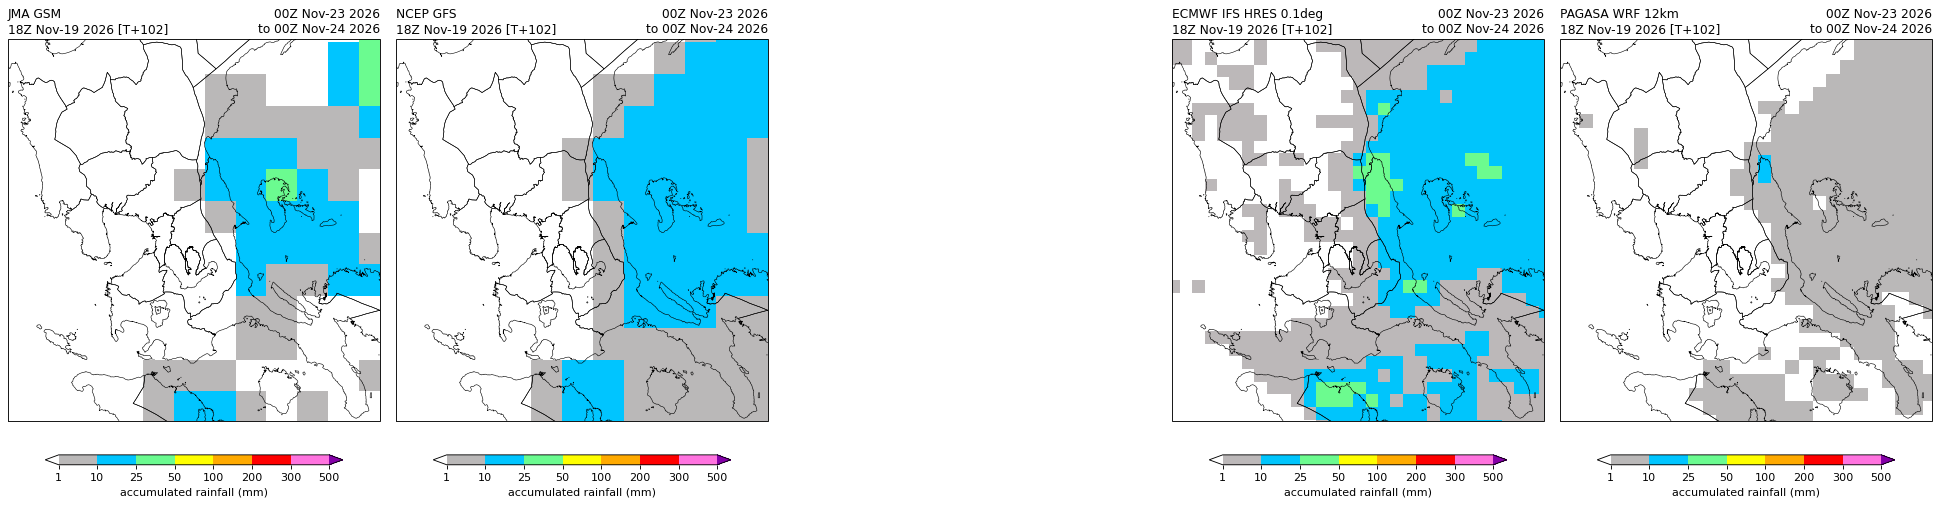 JMA GSM 00Z Nov-23 2026
18Z Nov-19 2026 [T+102] to 00Z Nov-24 2026
1 10 25 50 100 200 300 500
accumulated rainfall (mm)
NCEP GFS 00Z Nov-23 2026
18Z Nov-19 2026 [T+102] to 00Z Nov-24 2026
1 10 25 50 100 200 300 500
accumulated rainfall (mm)
ECMWF IFS HRES 0.1deg 00Z Nov-23 2026
18Z Nov-19 2026 [T+102] to 00Z Nov-24 2026
1 10 25 50 100 200 300 500
accumulated rainfall (mm)
PAGASA WRF 12km 00Z Nov-23 2026
18Z Nov-19 2026 [T+102] to 00Z Nov-24 2026
1 10 25 50 100 200 300 500
accumulated rainfall (mm)